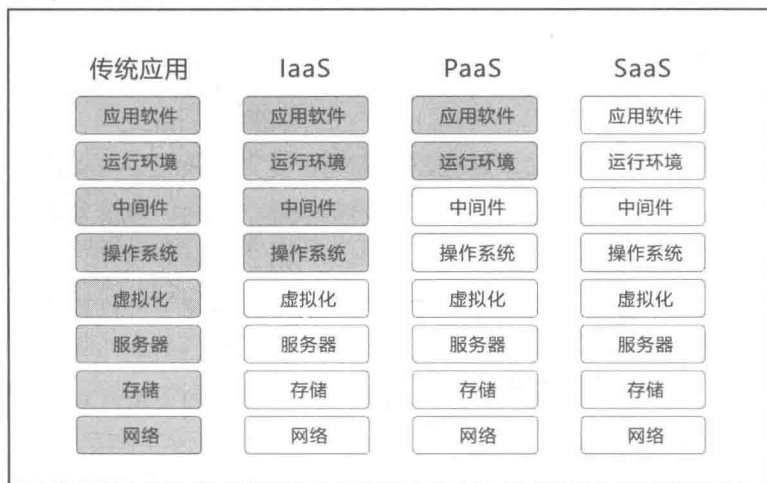 传统应用 IaaS PaaS SaaS
应用软件 应用软件 应用软件 应用软件
运行环境 运行环境 运行环境 运行环境
中间件 中间件 中间件 中间件
操作系统 操作系统 操作系统 操作系统
虚拟化 虚拟化 虚拟化 虚拟化
服务器 服务器 服务器 服务器
存储 存储 存储 存储
网络 网络 网络 网络